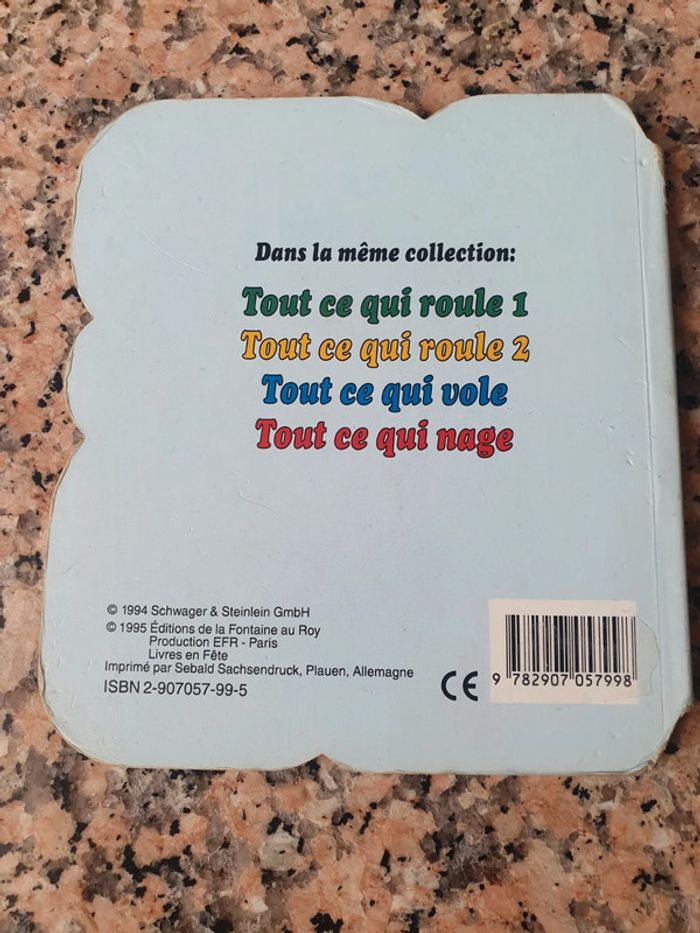 Dans la même collection:
Tout ce qui roule 1
Tout ce qui roule 2
Tout ce qui vole
Tout ce qui nage
© 1994 Schwager & Steinlein GmbH
© 1995 Éditions de la Fontaine au Roy
Production EFR - Paris
Livres en Fête
Imprimé par Sebald Sachsendruck, Plauen, Allemagne
ISBN 2-907057-99-5
CE
9 782907 057998